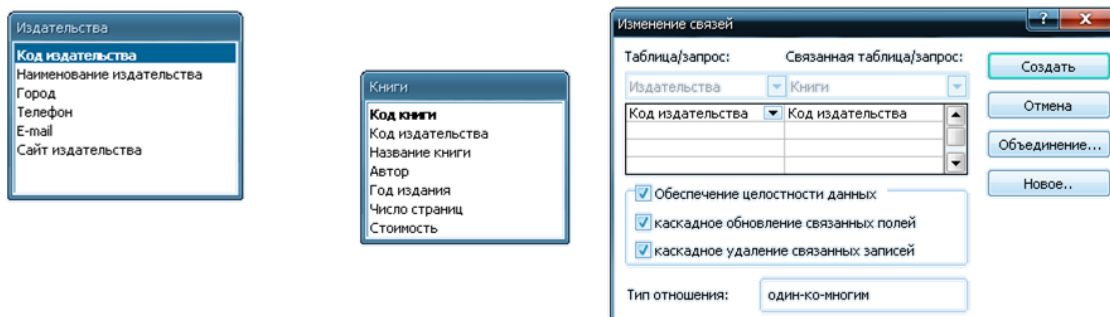 Издательства
Код издательства
Наименование издательства
Город
Телефон
E-mail
Сайт издательства
Книги
Код книги
Код издательства
Название книги
Автор
Год издания
Число страниц
Стоимость
Изменение связей
Таблица/запрос: Связанная таблица/запрос:
Издательства Книги
Код издательства Код издательства
Обеспечение целостности данных
каскадное обновление связанных полей
каскадное удаление связанных записей
Тип отношения: один-ко-многим
Создать
Отмена
Объединение...
Новое..